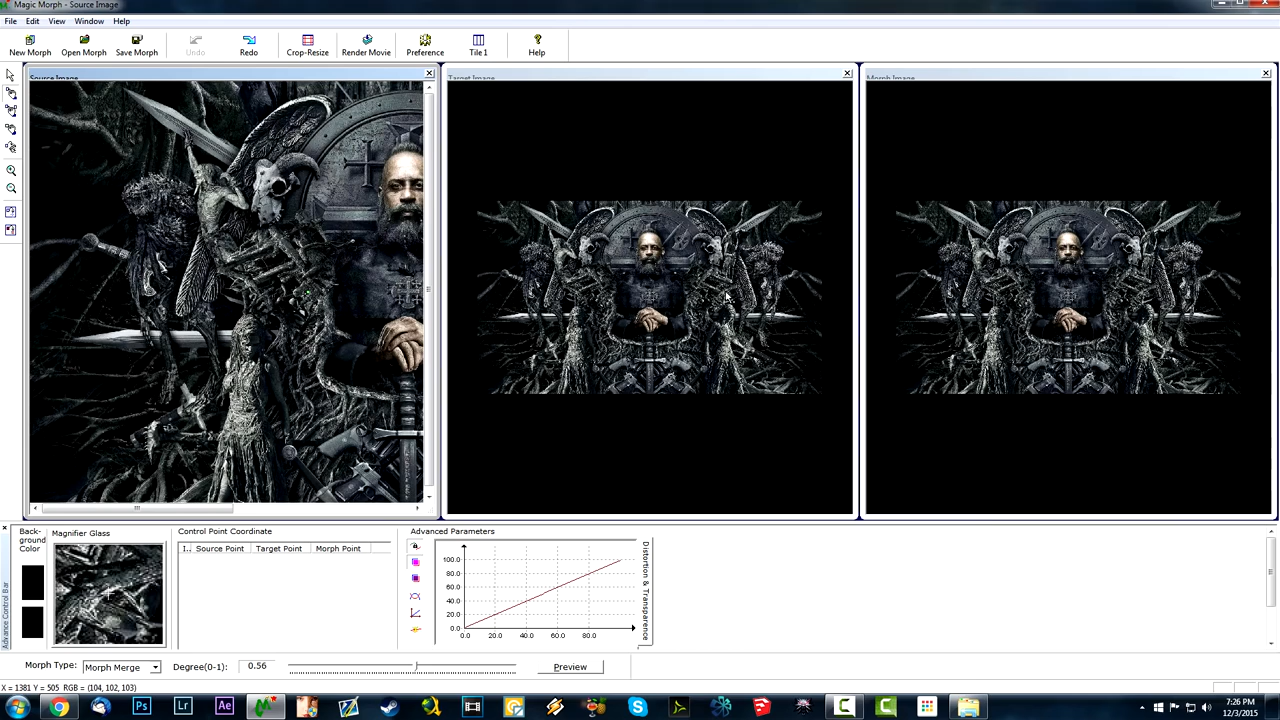 Magic Morph - Source Image
File Edit View Window Help
New Morph Open Morph Save Morph Undo Redo Crop-Resize Render Movie Preference Tile1 Help
Source Image Target Image Morph Image
Back-
ground
Color
Magnifier Glass
Control Point Coordinate
I.. Source Point Target Point Morph Point
Advanced Parameters
100.0
80.0
60.0
40.0
20.0
0.0
0.0 20.0 40.0 60.0 80.0
Distortion & Transparence
Advance Control Bar
Morph Type: Morph Merge Degree(0-1): 0.56 Preview
X = 1381 Y = 505 RGB = (104, 102, 103)
Ps Lr Ae
7:26 PM
12/3/2015